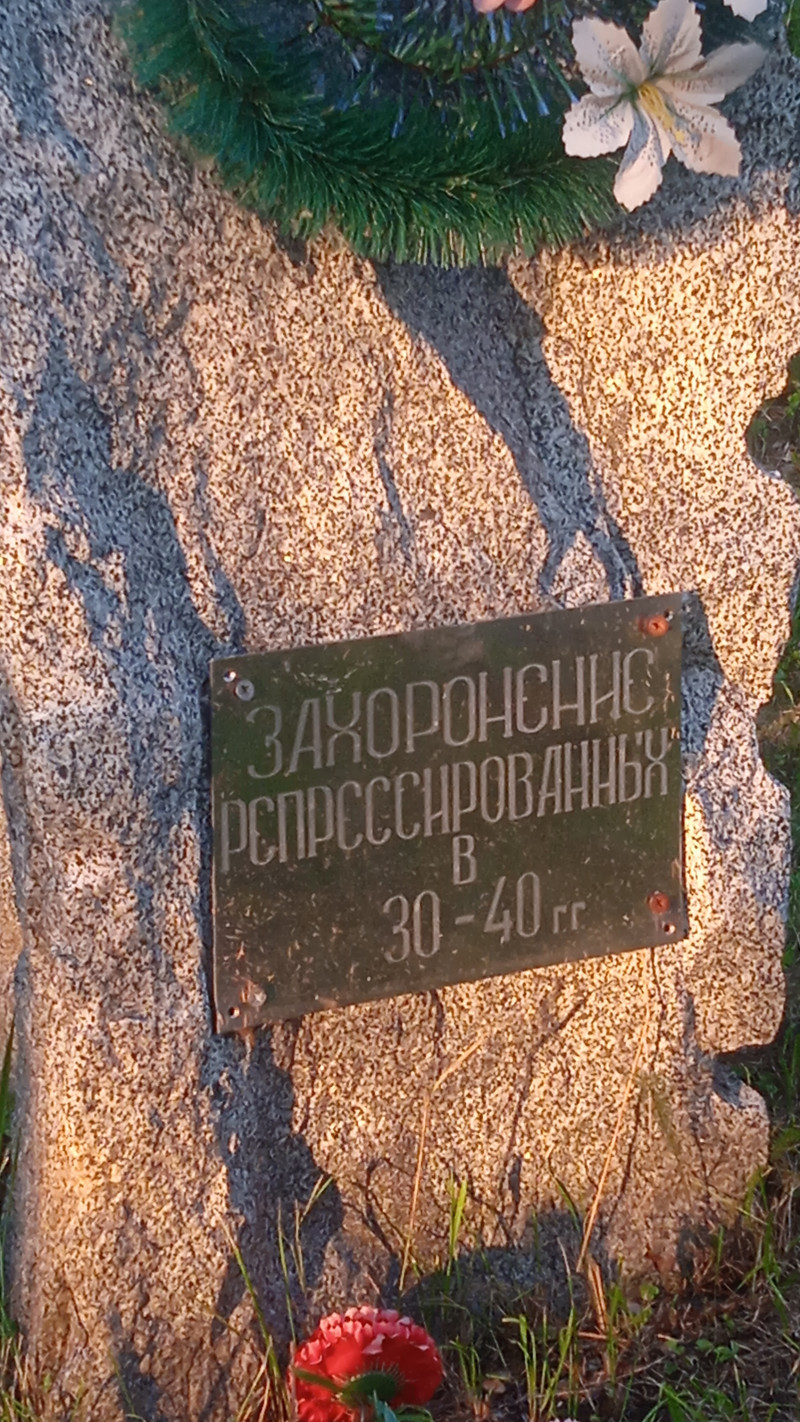 ЗАХОРОНЕНИЕ
РЕПРЕССИРОВАННЫХ
В
30-40 гг